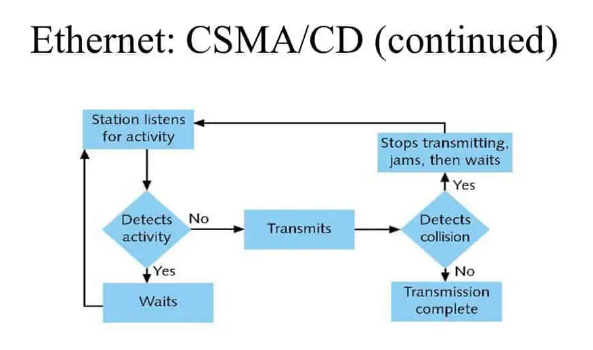 Ethernet: CSMA/CD (continued)
Station listens
for activity
Stops transmitting,
jams, then waits
Yes
Detects
activity
No
Transmits
Detects
collision
Yes
No
Waits
Transmission
complete